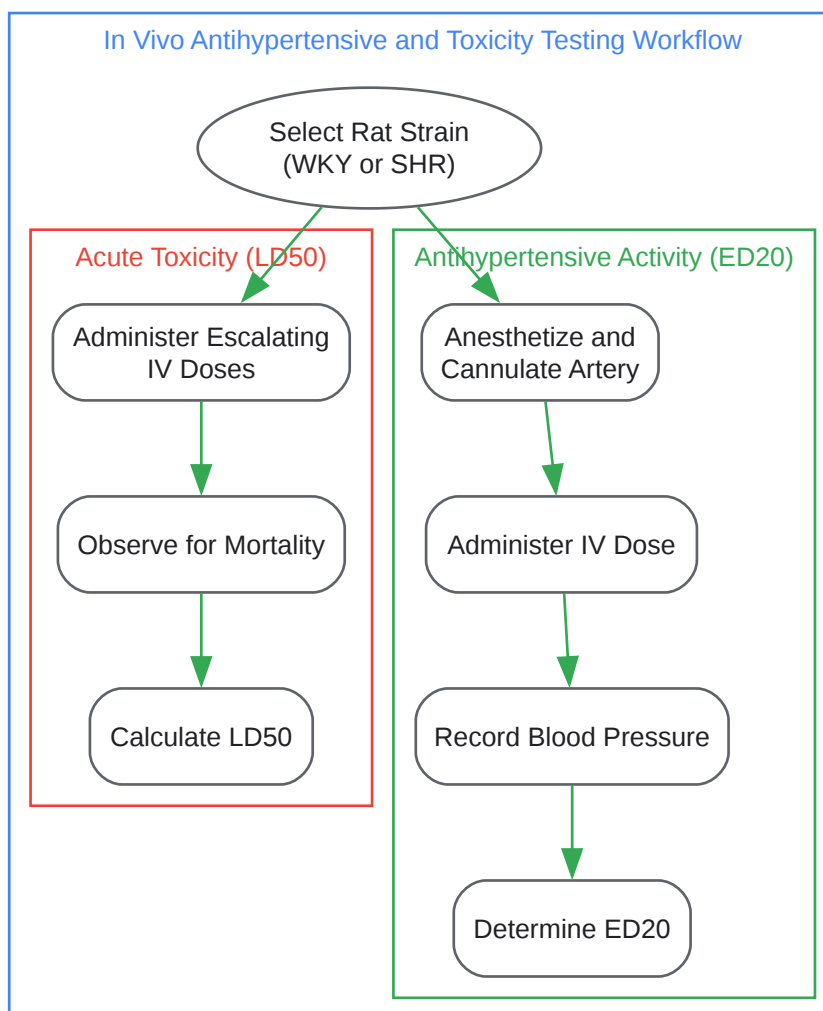 In Vivo Antihypertensive and Toxicity Testing Workflow
Select Rat Strain
(WKY or SHR)
Acute Toxicity (LD50)
Administer Escalating
IV Doses
Observe for Mortality
Calculate LD50
Antihypertensive Activity (ED20)
Anesthetize and
Cannulate Artery
Administer IV Dose
Record Blood Pressure
Determine ED20